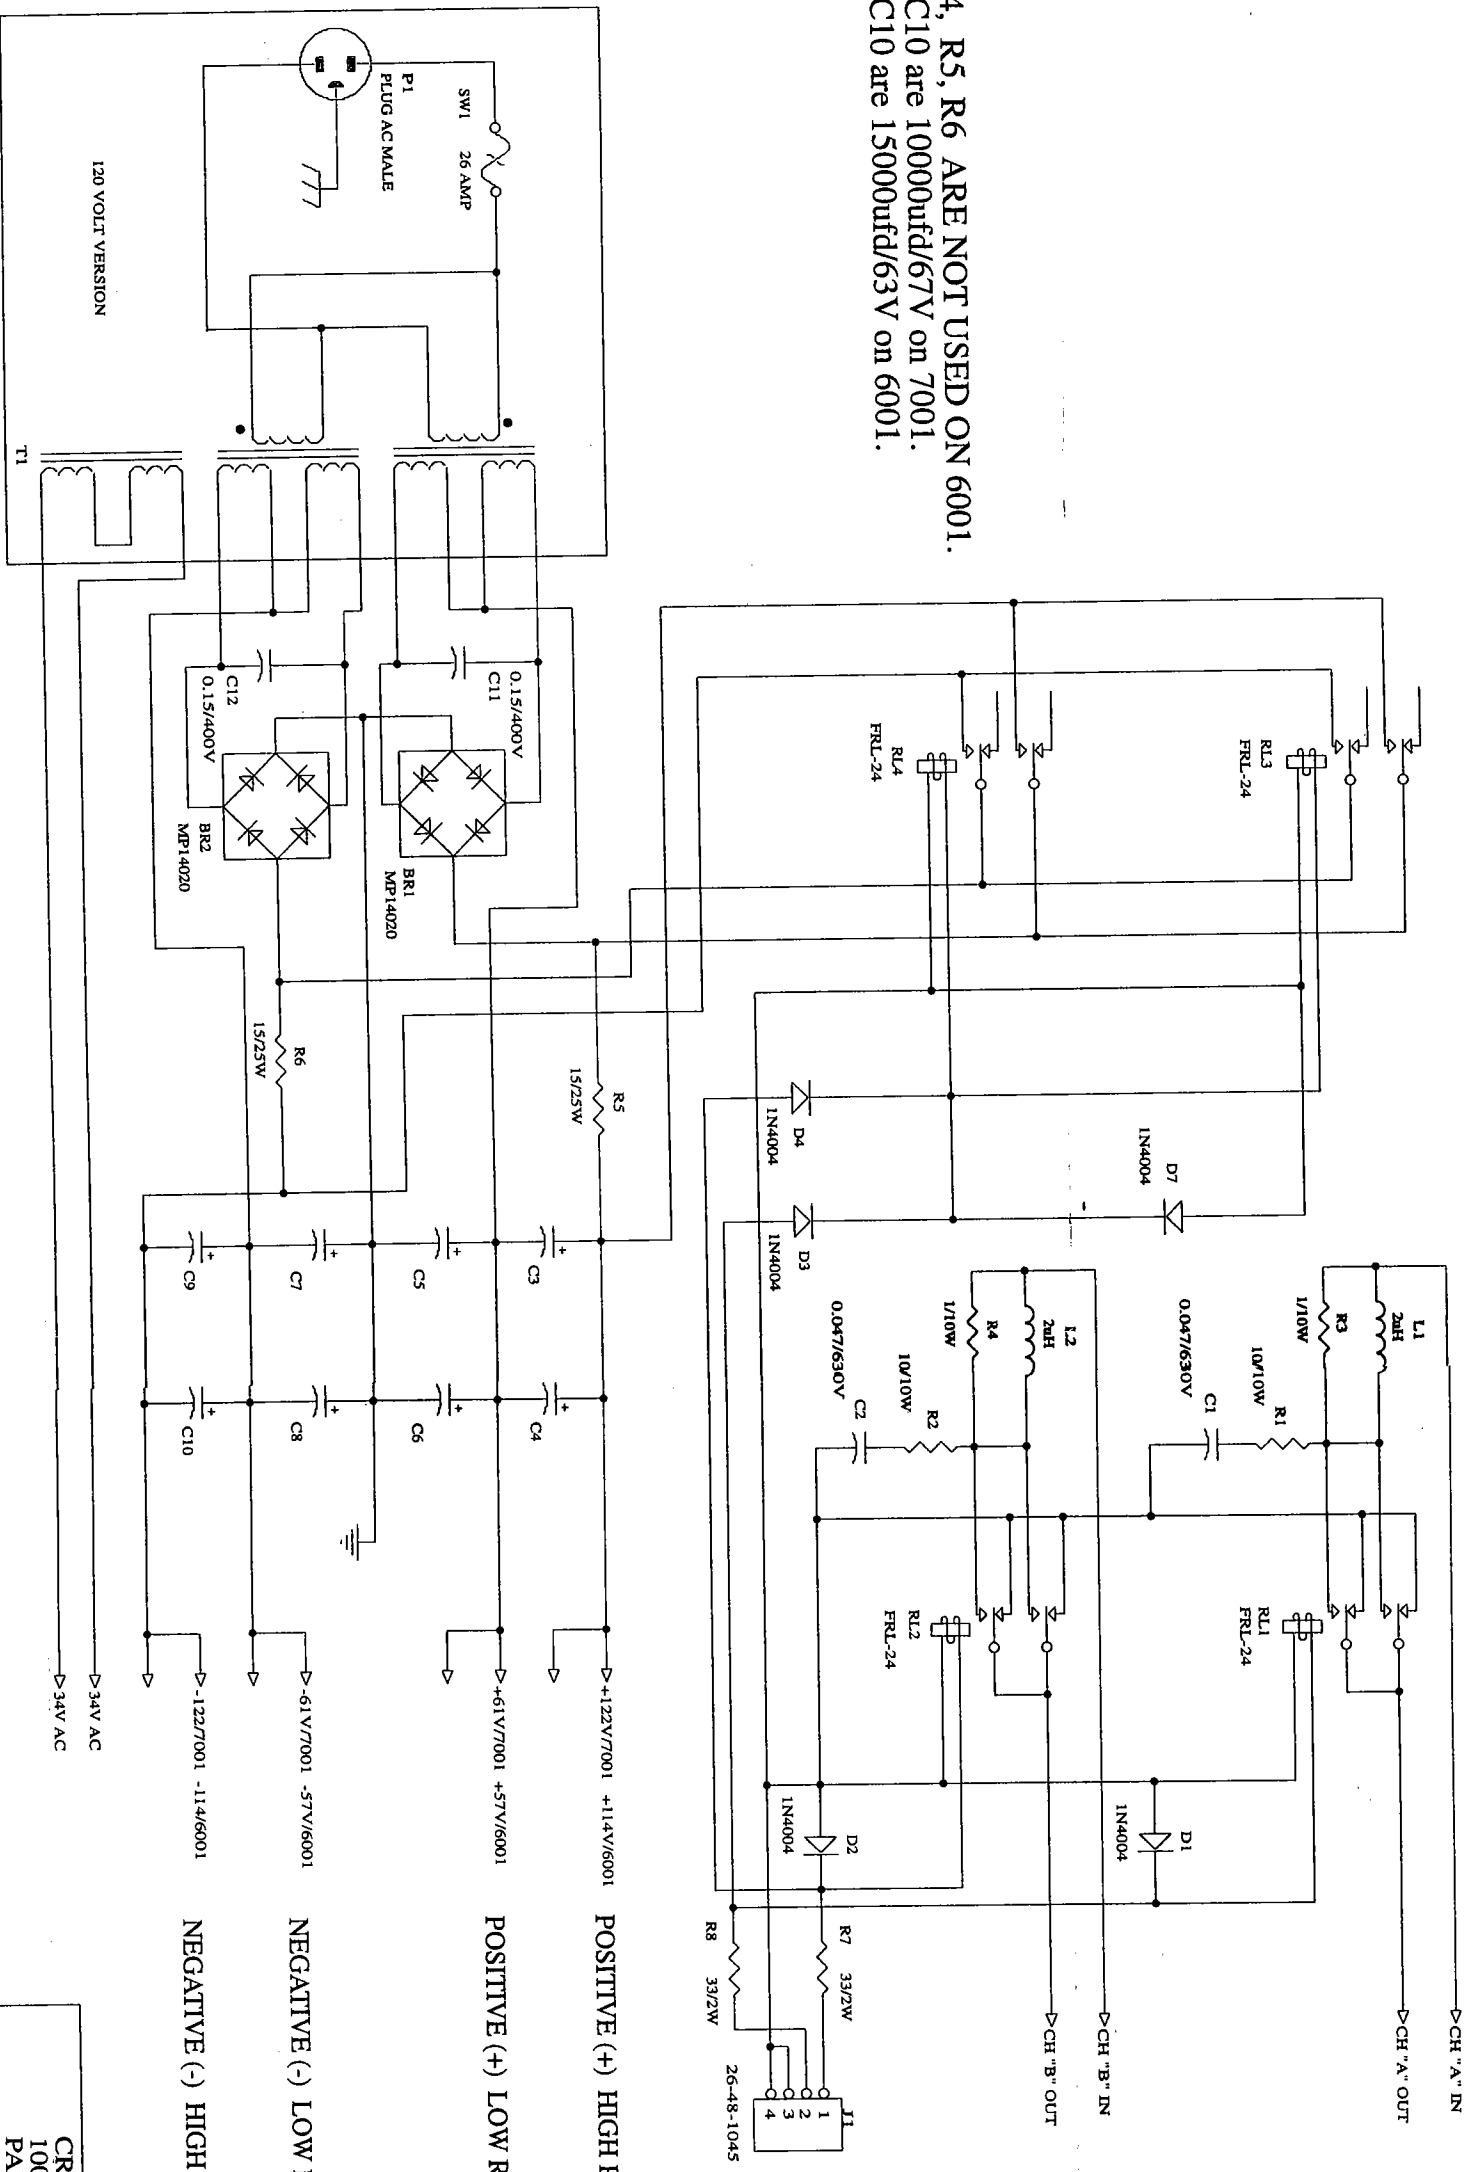 4, R5, R6 ARE NOT USED ON 6001.
C10 are 10000ufd/67V on 7001.
C10 are 15000ufd/63V on 6001.
P1
PLUG AC MALE
SW1 26 AMP
120 VOLT VERSION
T1
0.15/400V
C11
C12
0.15/400V
BR1
MP14020
BR2
MP14020
RL3
FRL-24
RL4
FRL-24
R5
15/25W
R6
15/25W
D4
1N4004
D3
1N4004
D7
1N4004
C3
C5
C7
C9
C4
C6
C8
C10
L1
2uH
R3
1/10W
R1
10/10W
C1
0.047/630V
L2
2uH
R4
1/10W
R2
10/10W
C2
0.047/630V
RL1
FRL-24
RL2
FRL-24
D1
1N4004
D2
1N4004
R7 33/2W
R8 33/2W
CH "A" IN
CH "A" OUT
CH "B" IN
CH "B" OUT
J1
1
2
3
4
26-48-1045
+122V/7001 +114V/6001
+61V/7001 +57V/6001
-61V/7001 -57V/6001
-122/7001 -114/6001
34V AC
34V AC
POSITIVE (+) HIGH
POSITIVE (+) LOW R
NEGATIVE (-) LOW
NEGATIVE (-) HIGH
CR
100
PA